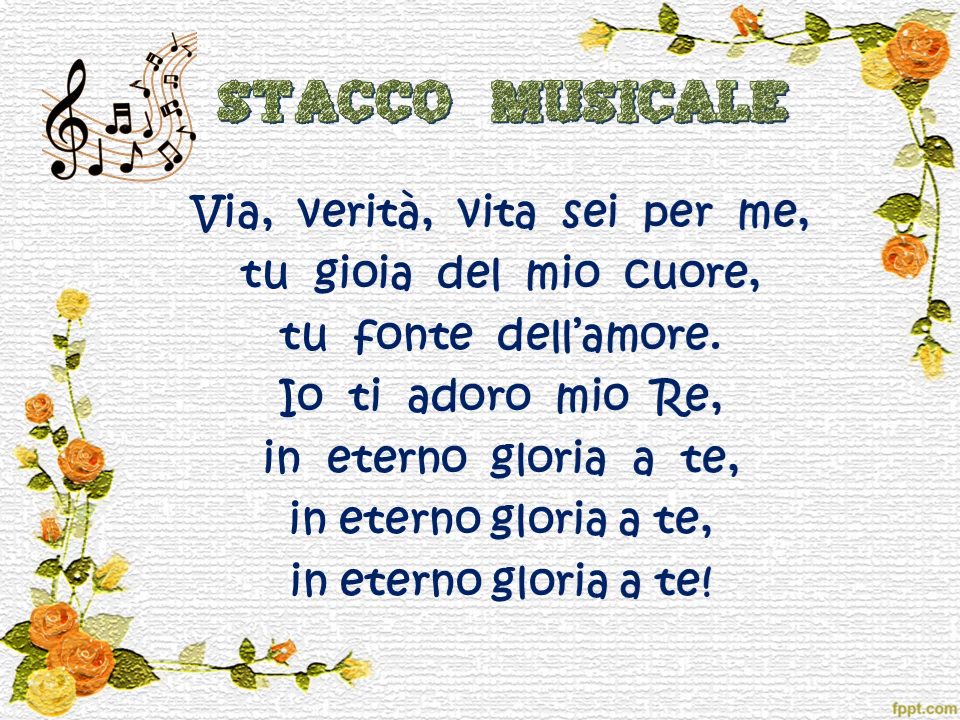 STACCO MUSICALE
Via, verità, vita sei per me,
tu gioia del mio cuore,
tu fonte dell’amore.
Io ti adoro mio Re,
in eterno gloria a te,
in eterno gloria a te,
in eterno gloria a te!
fppt.com